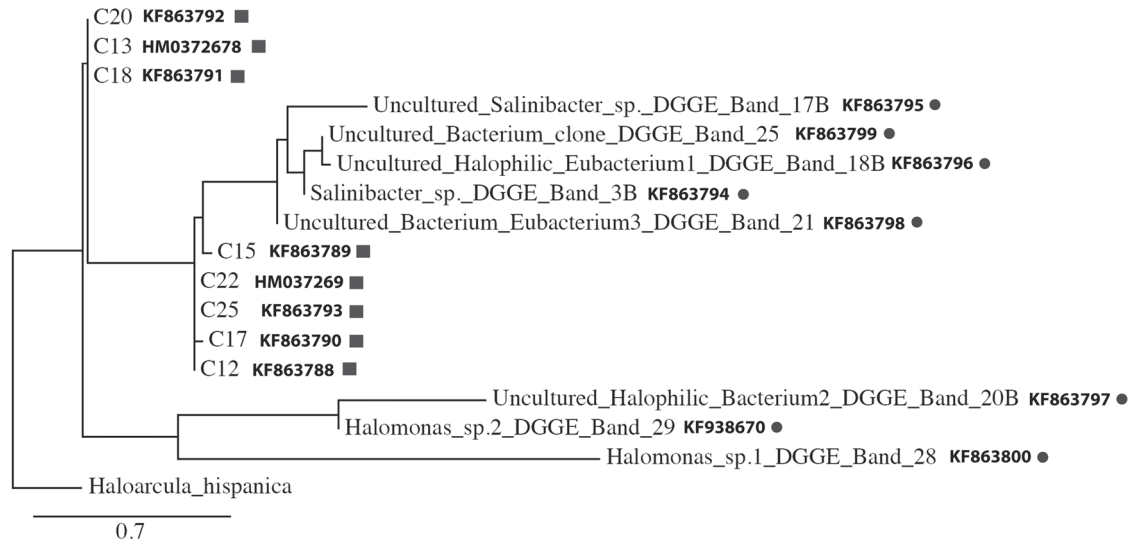 C20 KF863792
C13 HM0372678
C18 KF863791
Uncultured_Salinibacter_sp._DGGE_Band_17B KF863795
Uncultured_Bacterium_clone_DGGE_Band_25 KF863799
Uncultured_Halophilic_Eubacterium1_DGGE_Band_18B KF863796
Salinibacter_sp._DGGE_Band_3B KF863794
Uncultured_Bacterium_Eubacterium3_DGGE_Band_21 KF863798
C15 KF863789
C22 HM037269
C25 KF863793
C17 KF863790
C12 KF863788
Uncultured_Halophilic_Bacterium2_DGGE_Band_20B KF863797
Halomonas_sp.2_DGGE_Band_29 KF938670
Halomonas_sp.1_DGGE_Band_28 KF863800
Haloarcula_hispanica
0.7